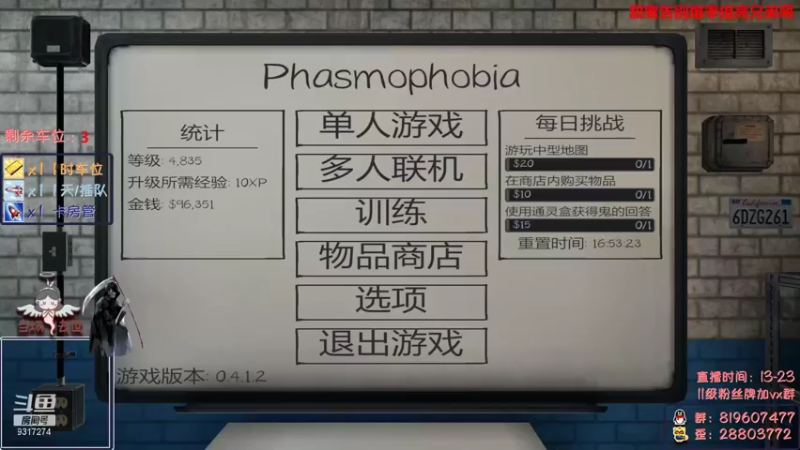 Phasmophobia
统计
等级: 4,835
升级所需经验: 10XP
金钱: $96,351
单人游戏
多人联机
训练
物品商店
选项
退出游戏
每日挑战
游玩中型地图
$20 0/1
在商店内购买物品
$10 0/1
使用通灵盒获得鬼的回答
$15 0/1
重置时间: 16:53:23
游戏版本: 0.4.1.2
剩余车位: 3
x1 1时车位
x1 1天/插队
x1 卡房管
California
6DZG261
斗鱼
房间号
9317274
直播时间: 13-23
11级粉丝牌加vx群
群: 819607477
歪: 28803772